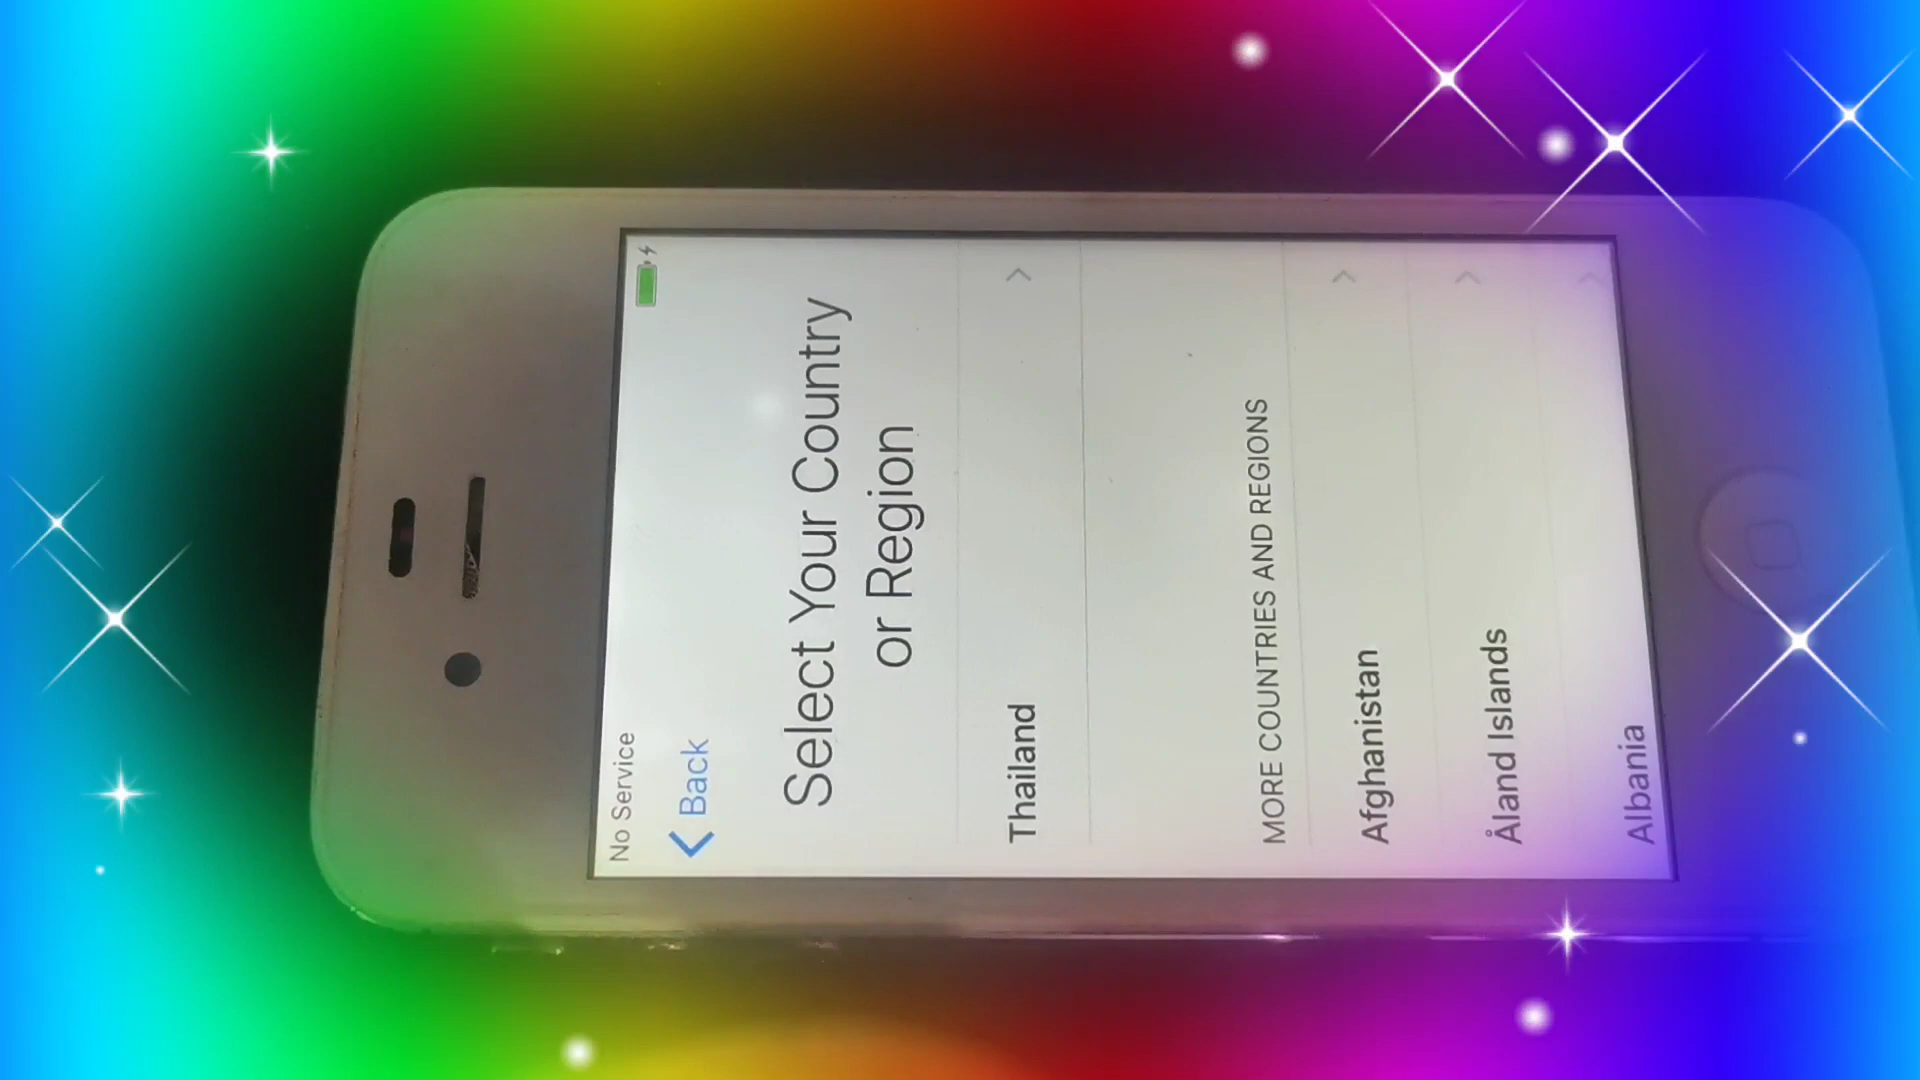 No Service
Back
Select Your Country
or Region
Thailand
MORE COUNTRIES AND REGIONS
Afghanistan
Åland Islands
Albania